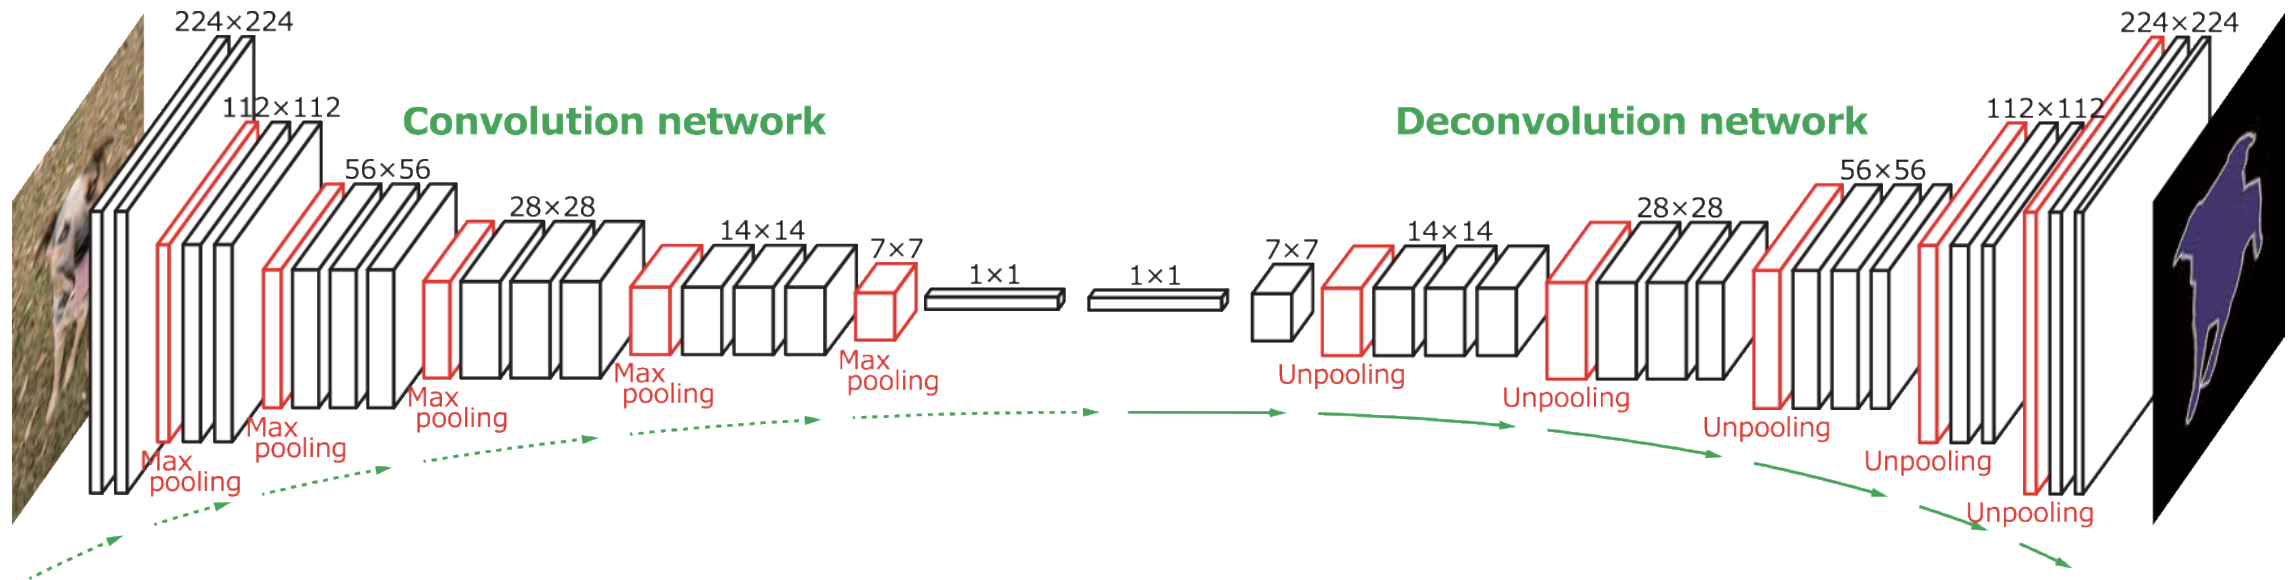 224×224
112×112
Convolution network
56×56
28×28
14×14
7×7
1×1
1×1
7×7
14×14
28×28
56×56
Deconvolution network
112×112
224×224
Max
pooling
Max
pooling
Max
pooling
Max
pooling
Max
pooling
Unpooling
Unpooling
Unpooling
Unpooling
Unpooling